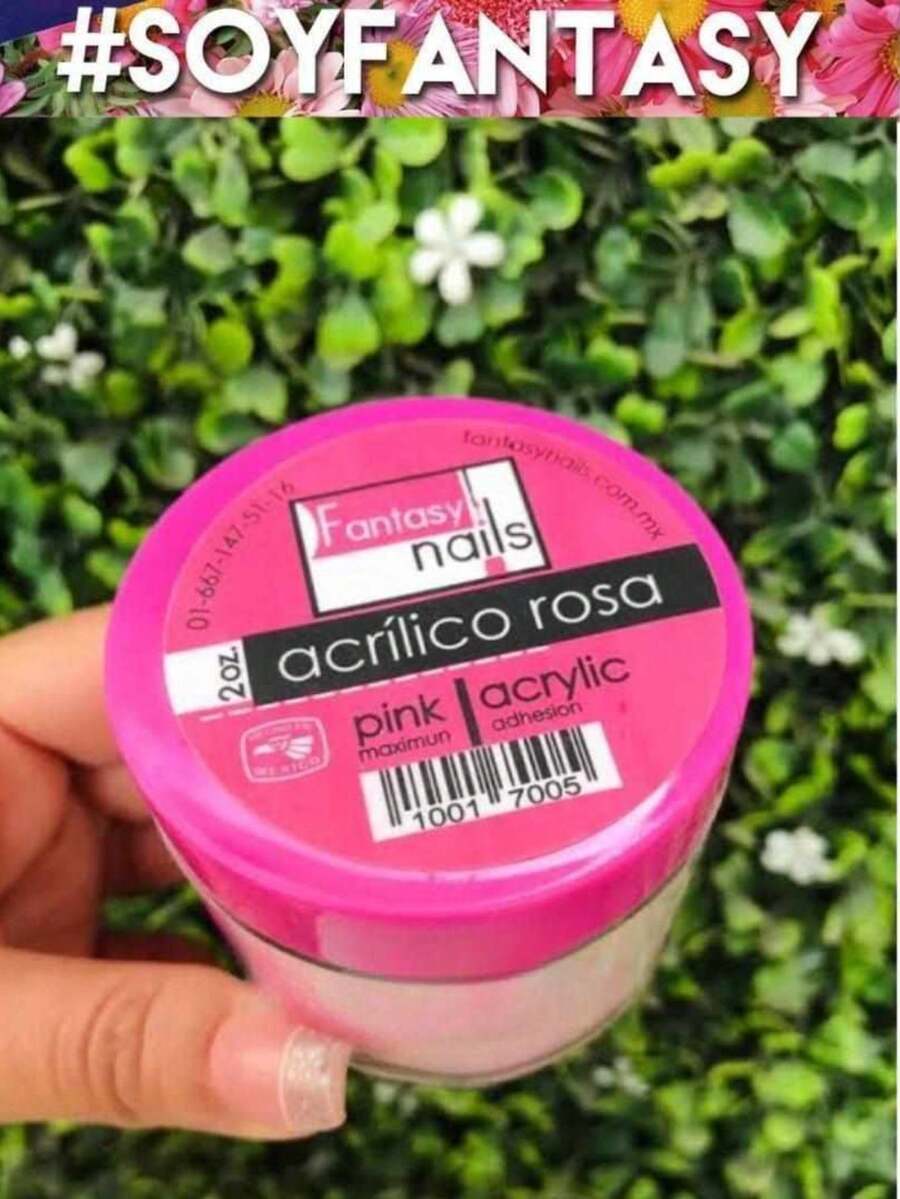 #SOYFANTASY
fantasynails.com.mx
01-667-147-51-16
Fantasy
nails
2oz.
acrílico rosa
pink | acrylic
maximun adhesion
MEXICO
1001 7005